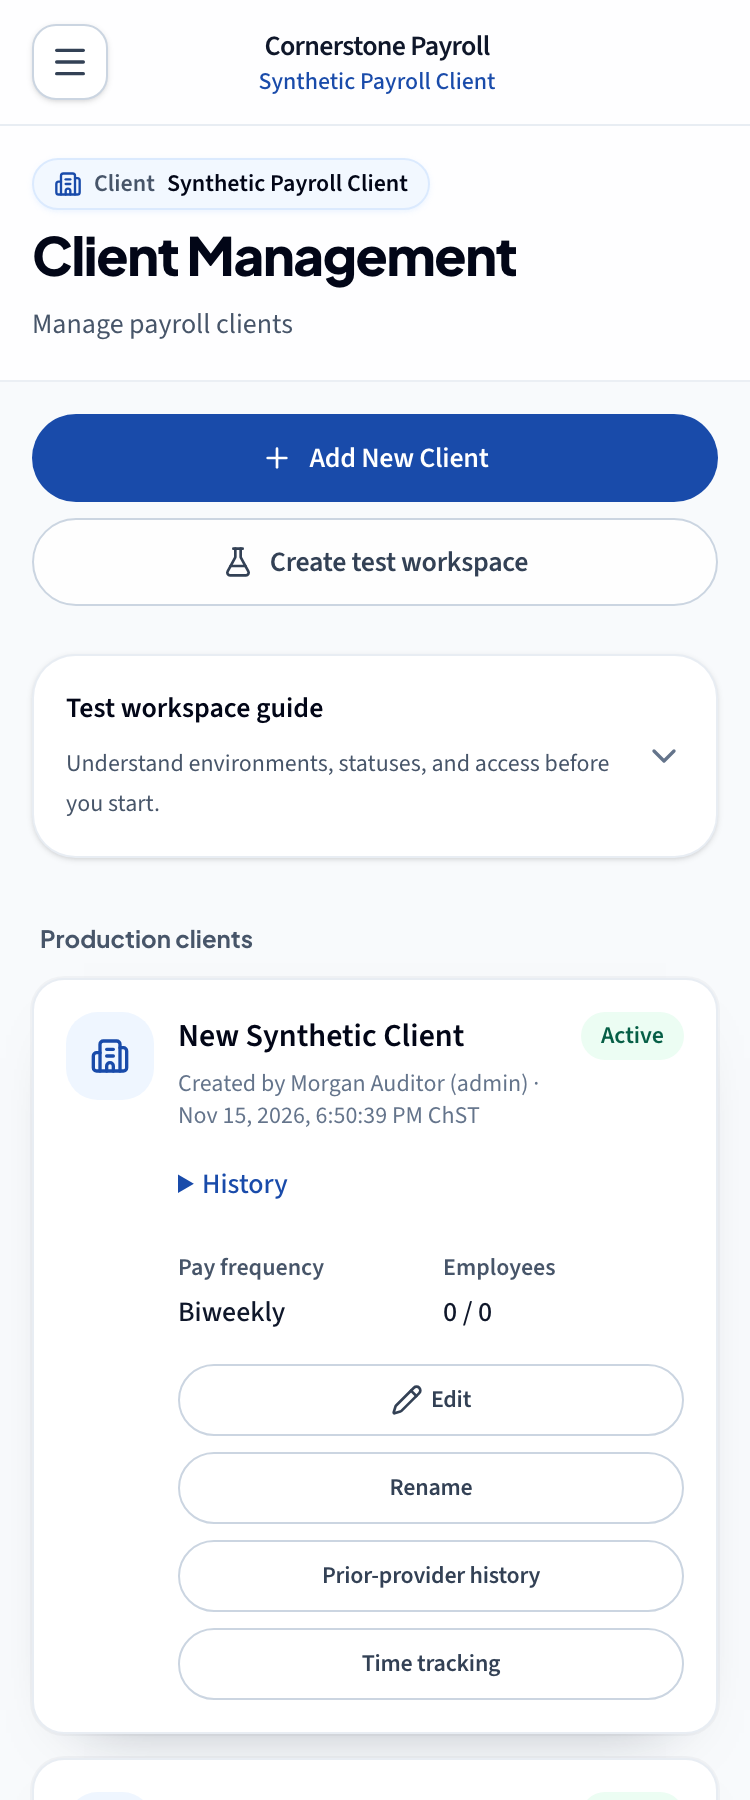 Cornerstone Payroll
Synthetic Payroll Client
Client Synthetic Payroll Client
Client Management
Manage payroll clients
Add New Client
Create test workspace
Test workspace guide
Understand environments, statuses, and access before
you start.
Production clients
New Synthetic Client
Active
Created by Morgan Auditor (admin) ·
Nov 15, 2026, 6:50:39 PM ChST
History
Pay frequency
Employees
Biweekly
0 / 0
Edit
Rename
Prior-provider history
Time tracking